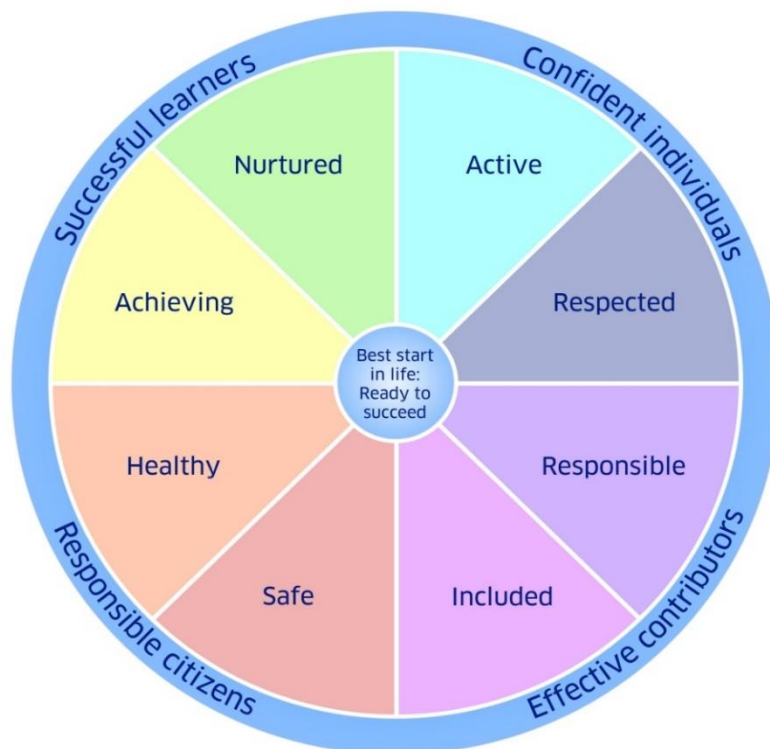 Successful learners
Confident individuals
Nurtured
Active
Achieving
Respected
Best start
in life:
Ready to
succeed
Healthy
Responsible
Safe
Included
Responsible citizens
Effective contributors